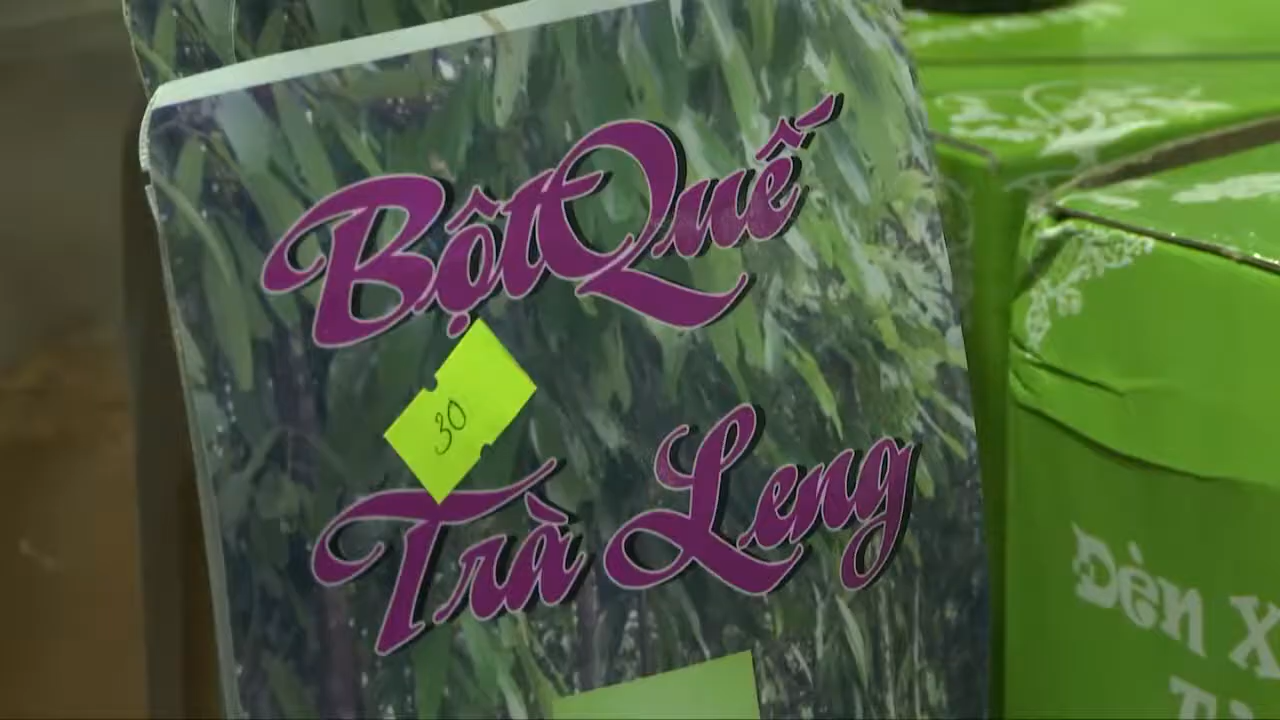 Bột Quế
30
Trà Leng
Đèn X